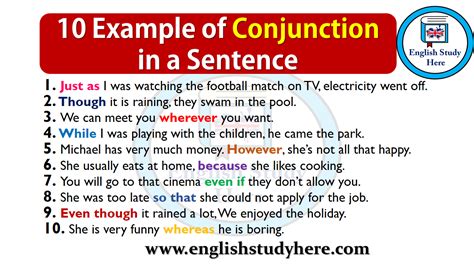 10 Example of Conjunction
in a Sentence
English Study
Here
1. Just as I was watching the football match on TV, electricity went off.
2. Though it is raining, they swam in the pool.
3. We can meet you wherever you want.
4. While I was playing with the children, he came the park.
5. Michael has very much money. However, she's not all that happy.
6. She usually eats at home, because she likes cooking.
7. You will go to that cinema even if they don't allow you.
8. She was too late so that she could not apply for the job.
9. Even though it rained a lot, We enjoyed the holiday.
10. She is very funny whereas he is boring.
www.englishstudyhere.com